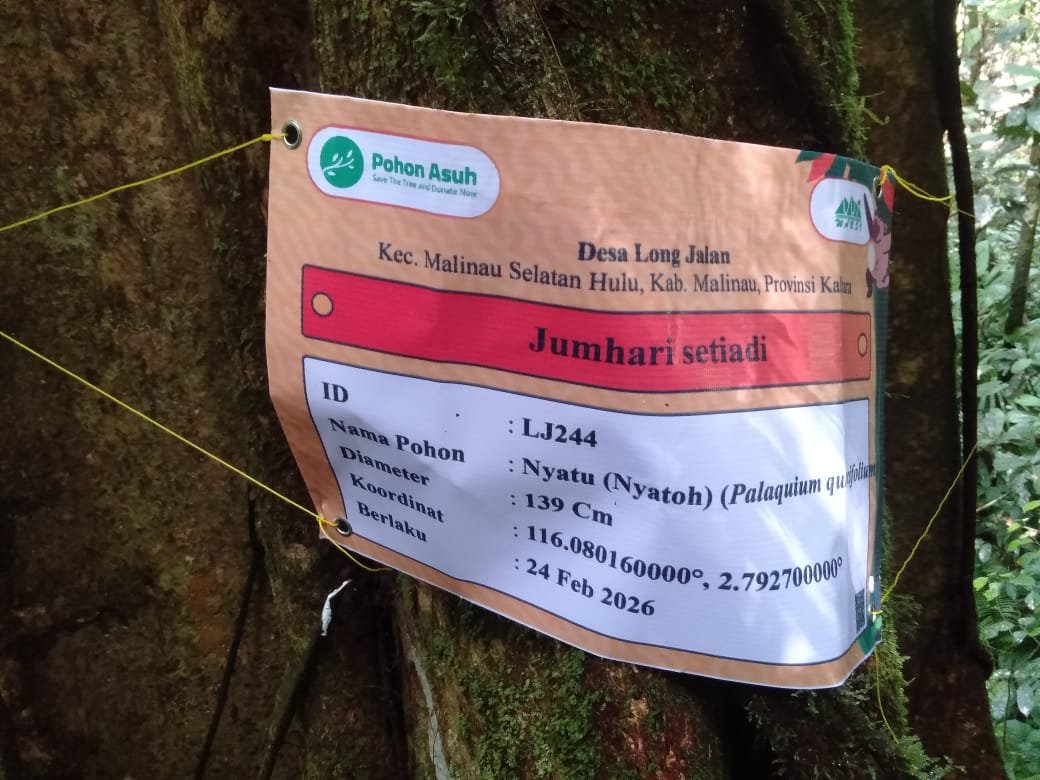 Pohon Asuh
Save The Tree and Donate Now
WARSI
Desa Long Jalan
Kec. Malinau Selatan Hulu, Kab. Malinau, Provinsi
Jumhari setiadi
ID : LJ244
Nama Pohon : Nyatu (Nyatoh) (Palaquium
Diameter : 139 Cm
Koordinat : 116.080160000°, 2.792700000°
Berlaku : 24 Feb 2026